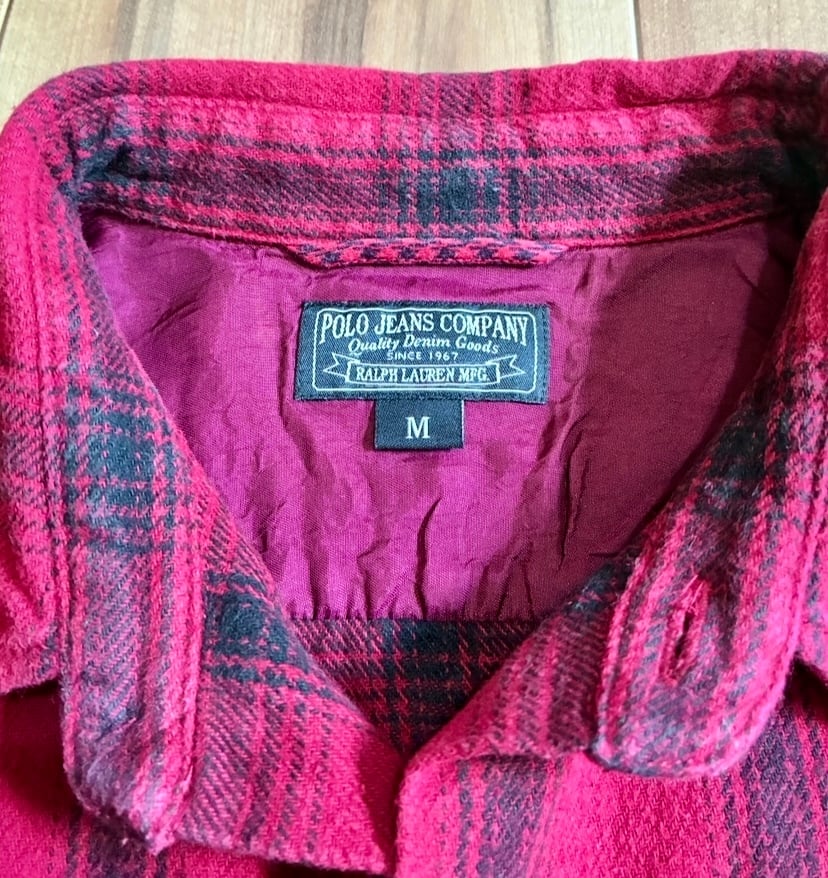 POLO JEANS COMPANY
Quality Denim Goods
SINCE 1967
RALPH LAUREN MFG.
M